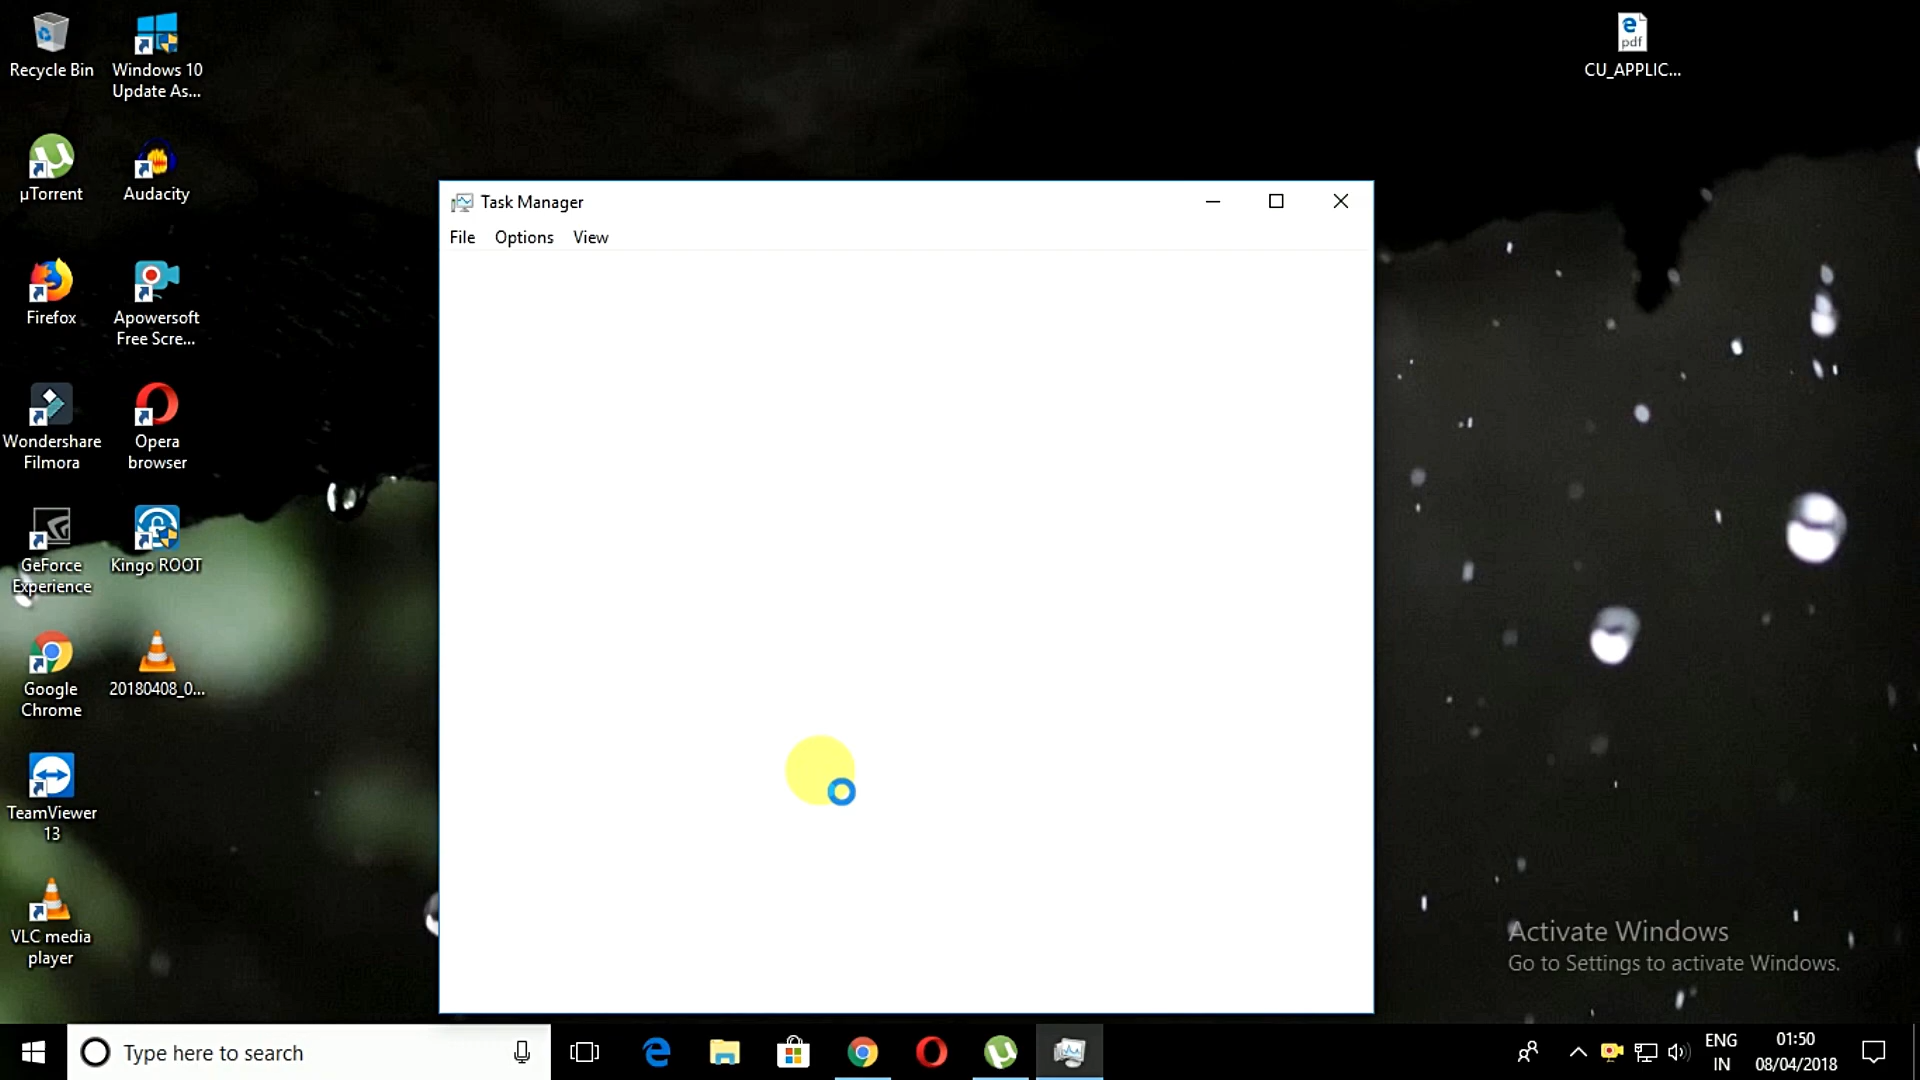 Recycle Bin
Windows 10
Update As...
µTorrent
Audacity
Firefox
Apowersoft
Free Scre...
Wondershare
Filmora
Opera
browser
GeForce
Experience
Kingo ROOT
Google
Chrome
20180408_0...
TeamViewer
13
VLC media
player
pdf
CU_APPLIC...
Task Manager
File Options View
Activate Windows
Go to Settings to activate Windows.
Type here to search
ENG
IN
01:50
08/04/2018